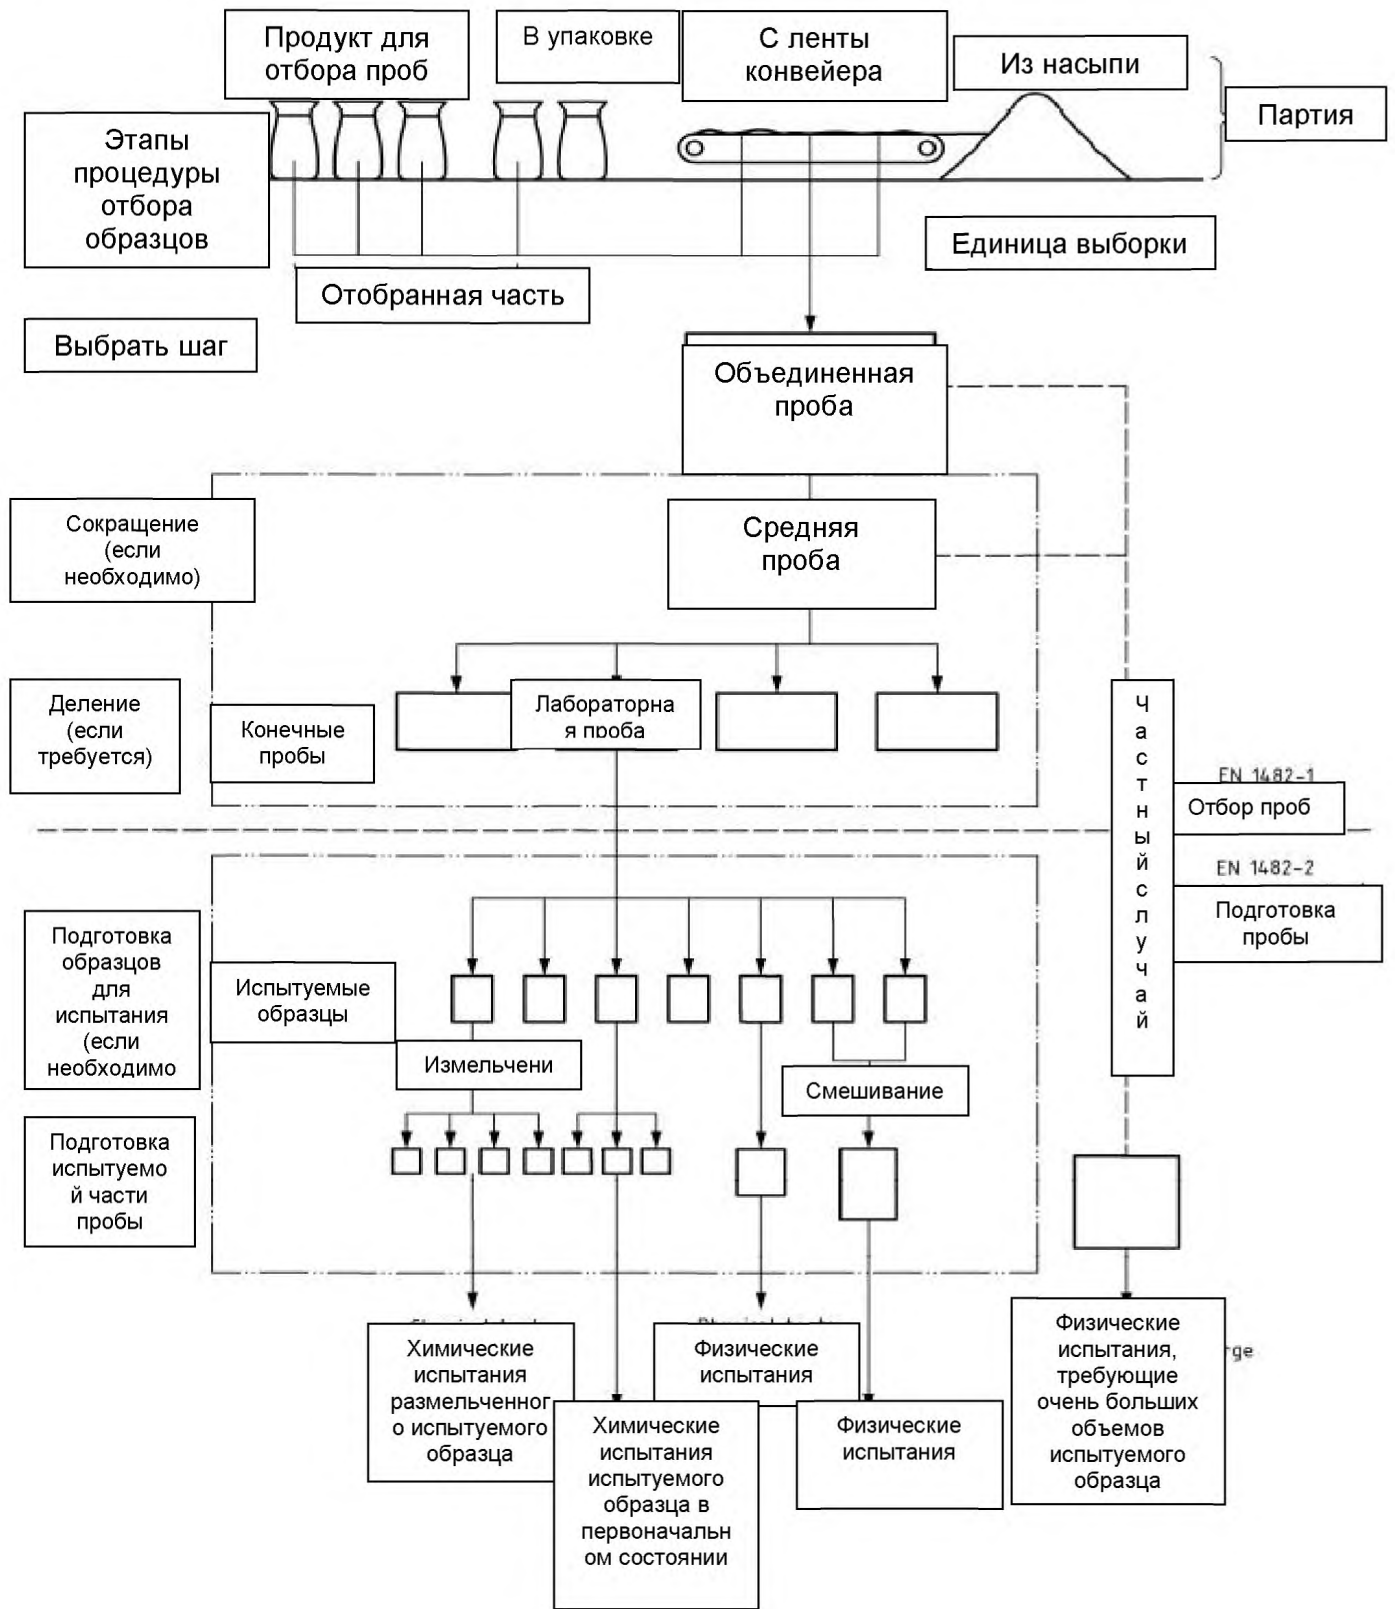 Продукт для
отбора проб
В упаковке
С ленты
конвейера
Из насыпи
Партия
Этапы
процедуры
отбора
образцов
Единица выборки
Отобранная часть
Выбрать шаг
Объединенная
проба
Сокращение
(если
необходимо)
Средняя
проба
Деление
(если
требуется)
Конечные
пробы
Лабораторна
я проба
Частныйслучай
EN 1482-1
Отбор проб
EN 1482-2
Подготовка
пробы
Подготовка
образцов
для
испытания
(если
необходимо
Испытуемые
образцы
Измельчени
Смешивание
Подготовка
испытуемо
й части
пробы
Химические
испытания
размельченног
о испытуемого
образца
Химические
испытания
испытуемого
образца в
первоначальн
ом состоянии
Физические
испытания
Физические
испытания
Физические
испытания,
требующие
очень больших
объемов
испытуемого
образца
rge